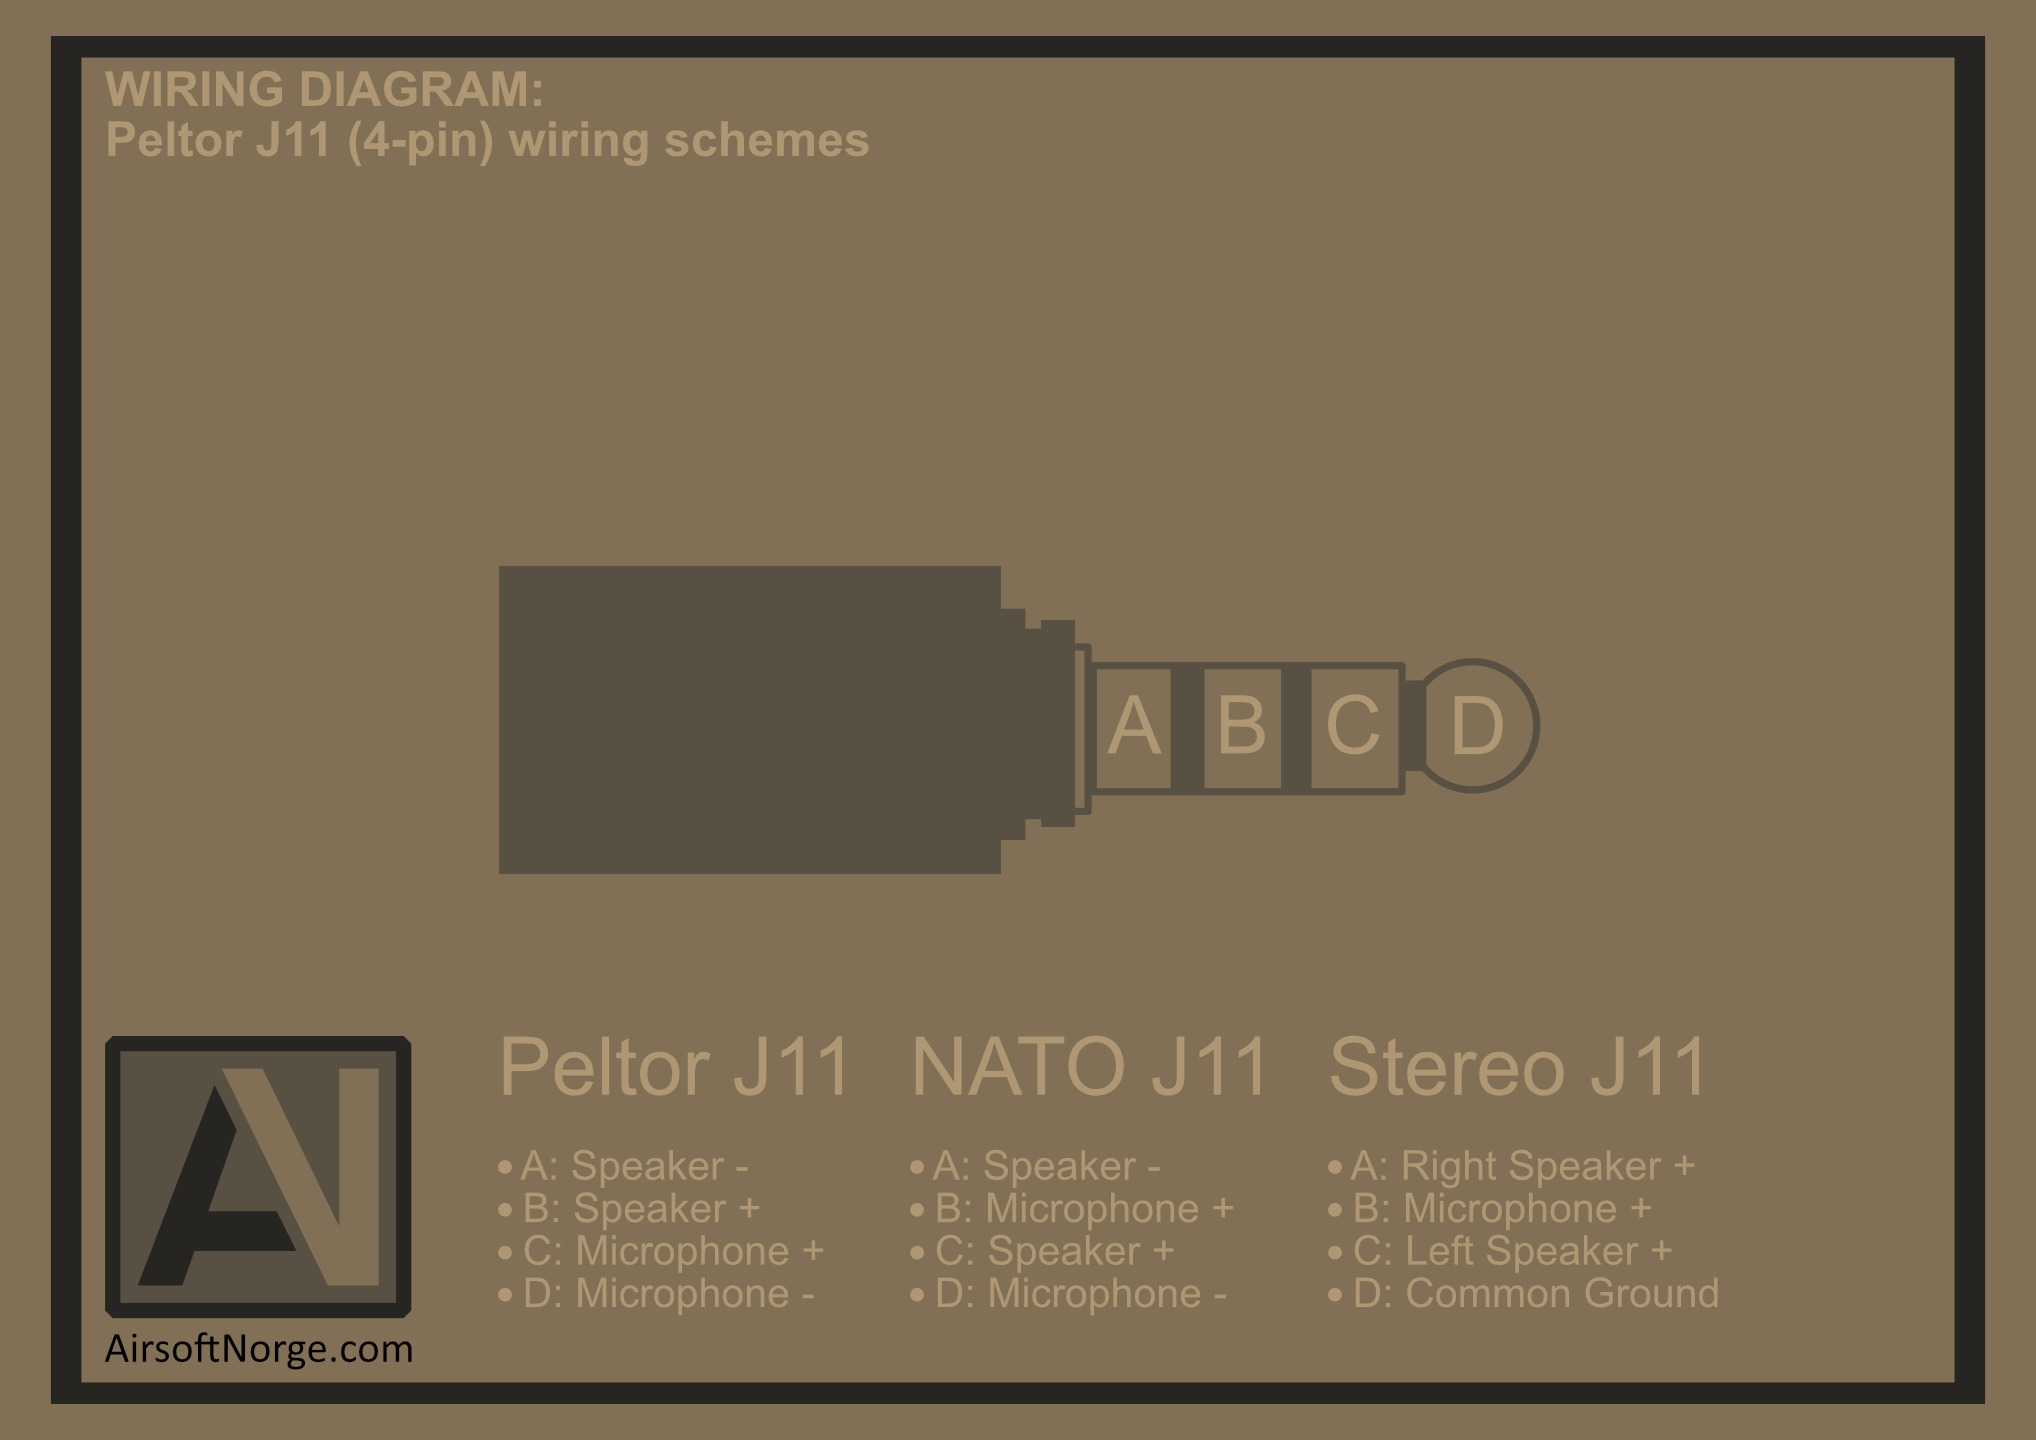 WIRING DIAGRAM:
Peltor J11 (4-pin) wiring schemes
A B C D
Peltor J11
• A: Speaker -
• B: Speaker +
• C: Microphone +
• D: Microphone -
NATO J11
• A: Speaker -
• B: Microphone +
• C: Speaker +
• D: Microphone -
Stereo J11
• A: Right Speaker +
• B: Microphone +
• C: Left Speaker +
• D: Common Ground
AN
AirsoftNorge.com